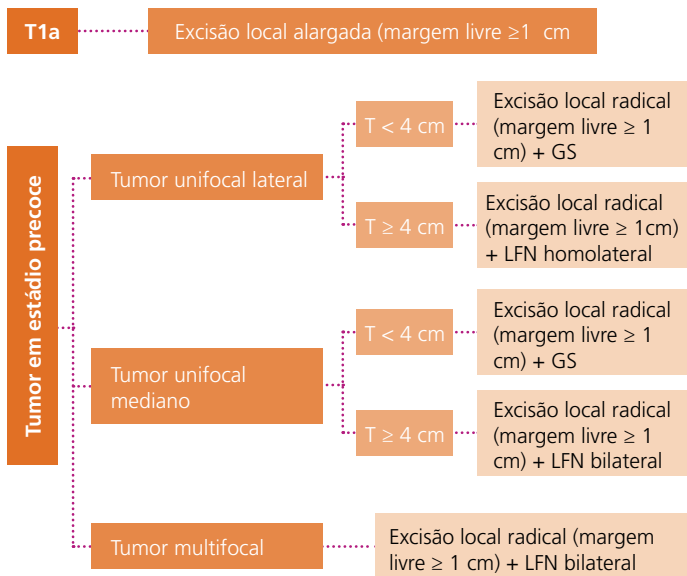 T1a
Excisão local alargada (margem livre ≥1 cm
Tumor em estádio precoce
Tumor unifocal lateral
T < 4 cm
Excisão local radical
(margem livre ≥ 1
cm) + GS
T ≥ 4 cm
Excisão local radical
(margem livre ≥ 1cm)
+ LFN homolateral
Tumor unifocal
mediano
T < 4 cm
Excisão local radical
(margem livre ≥ 1
cm) + GS
T ≥ 4 cm
Excisão local radical
(margem livre ≥ 1
cm) + LFN bilateral
Tumor multifocal
Excisão local radical (margem
livre ≥ 1 cm) + LFN bilateral